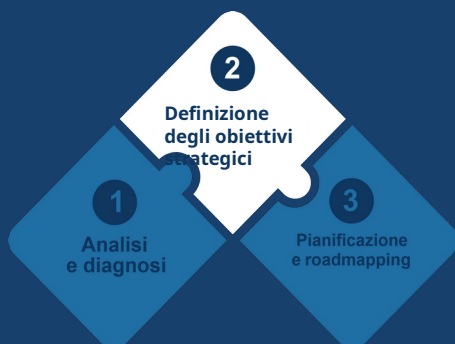 2
Definizione
degli obiettivi
strategici
1
Analisi
e diagnosi
3
Pianificazione
e roadmapping